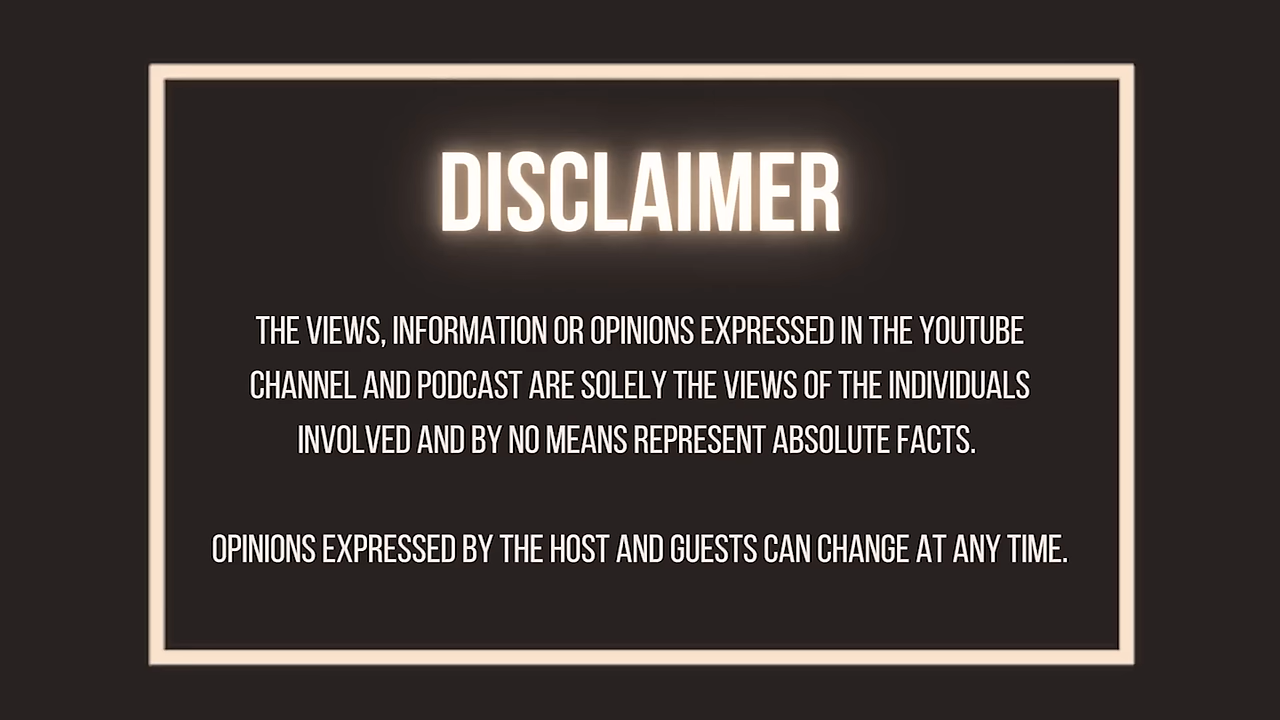 DISCLAIMER
THE VIEWS, INFORMATION OR OPINIONS EXPRESSED IN THE YOUTUBE
CHANNEL AND PODCAST ARE SOLELY THE VIEWS OF THE INDIVIDUALS
INVOLVED AND BY NO MEANS REPRESENT ABSOLUTE FACTS.
OPINIONS EXPRESSED BY THE HOST AND GUESTS CAN CHANGE AT ANY TIME.